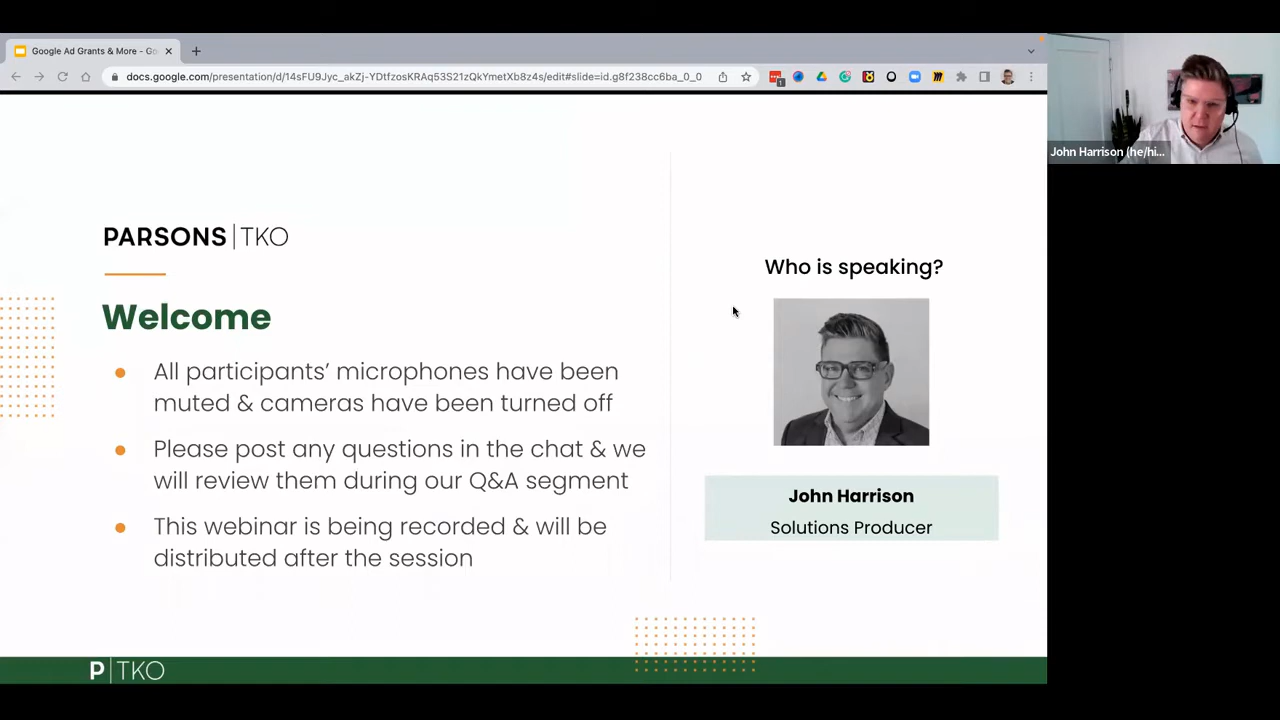 Google Ad Grants & More - Go
docs.google.com/presentation/d/14sFU9Jyc_akZj-YDtfzosKRAq53S21zQkYmetXb8z4s/edit#slide=id.g8f238cc6ba_0_0
1
John Harrison (he/hi...
PARSONS|TKO
Welcome
All participants’ microphones have been
muted & cameras have been turned off
Please post any questions in the chat & we
will review them during our Q&A segment
This webinar is being recorded & will be
distributed after the session
Who is speaking?
John Harrison
Solutions Producer
P|TKO